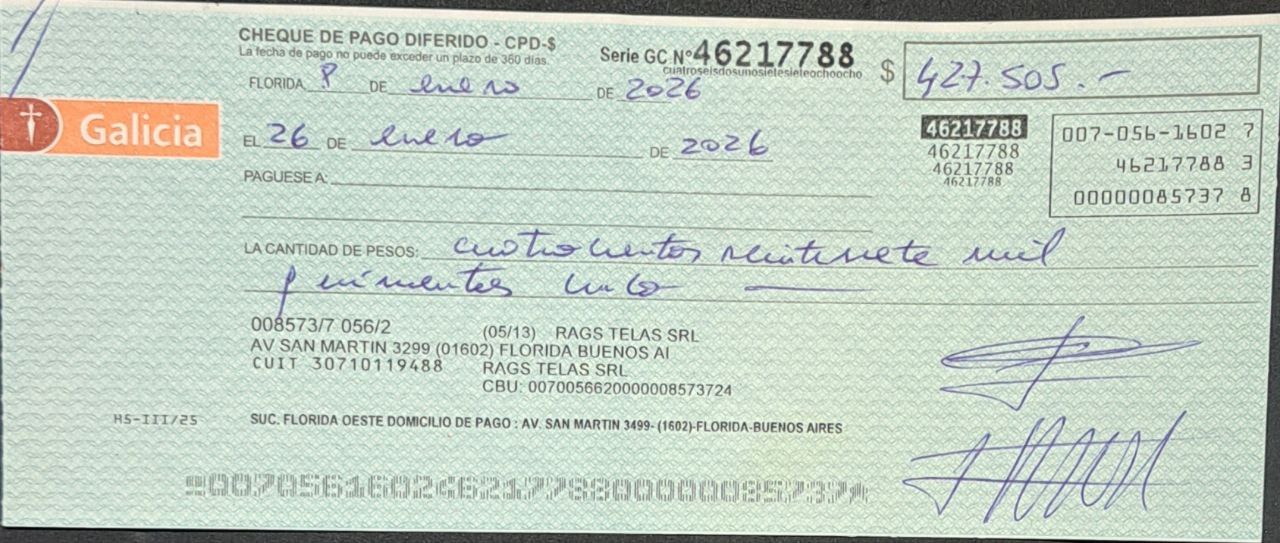 CHEQUE DE PAGO DIFERIDO - CPD-$
La fecha de pago no puede exceder un plazo de 360 días.
Serie GC Nº 46217788
cuatroseisdosunosietesieteochoocho
$ 427.505.-
FLORIDA 8 DE enero DE 2026
Galicia
EL 26 DE enero DE 2026
46217788
46217788
46217788
46217788
007-056-1602 7
46217788 3
00000085737 8
PAGUESE A:
LA CANTIDAD DE PESOS: cuatrocientos veintisiete mil
quinientos cinco
008573/7 056/2 (05/13) RAGS TELAS SRL
AV SAN MARTIN 3299 (01602) FLORIDA BUENOS AI
CUIT 30710119488 RAGS TELAS SRL
CBU: 0070056620000008573724
HS-III/25
SUC. FLORIDA OESTE DOMICILIO DE PAGO : AV. SAN MARTIN 3499- (1602)-FLORIDA-BUENOS AIRES